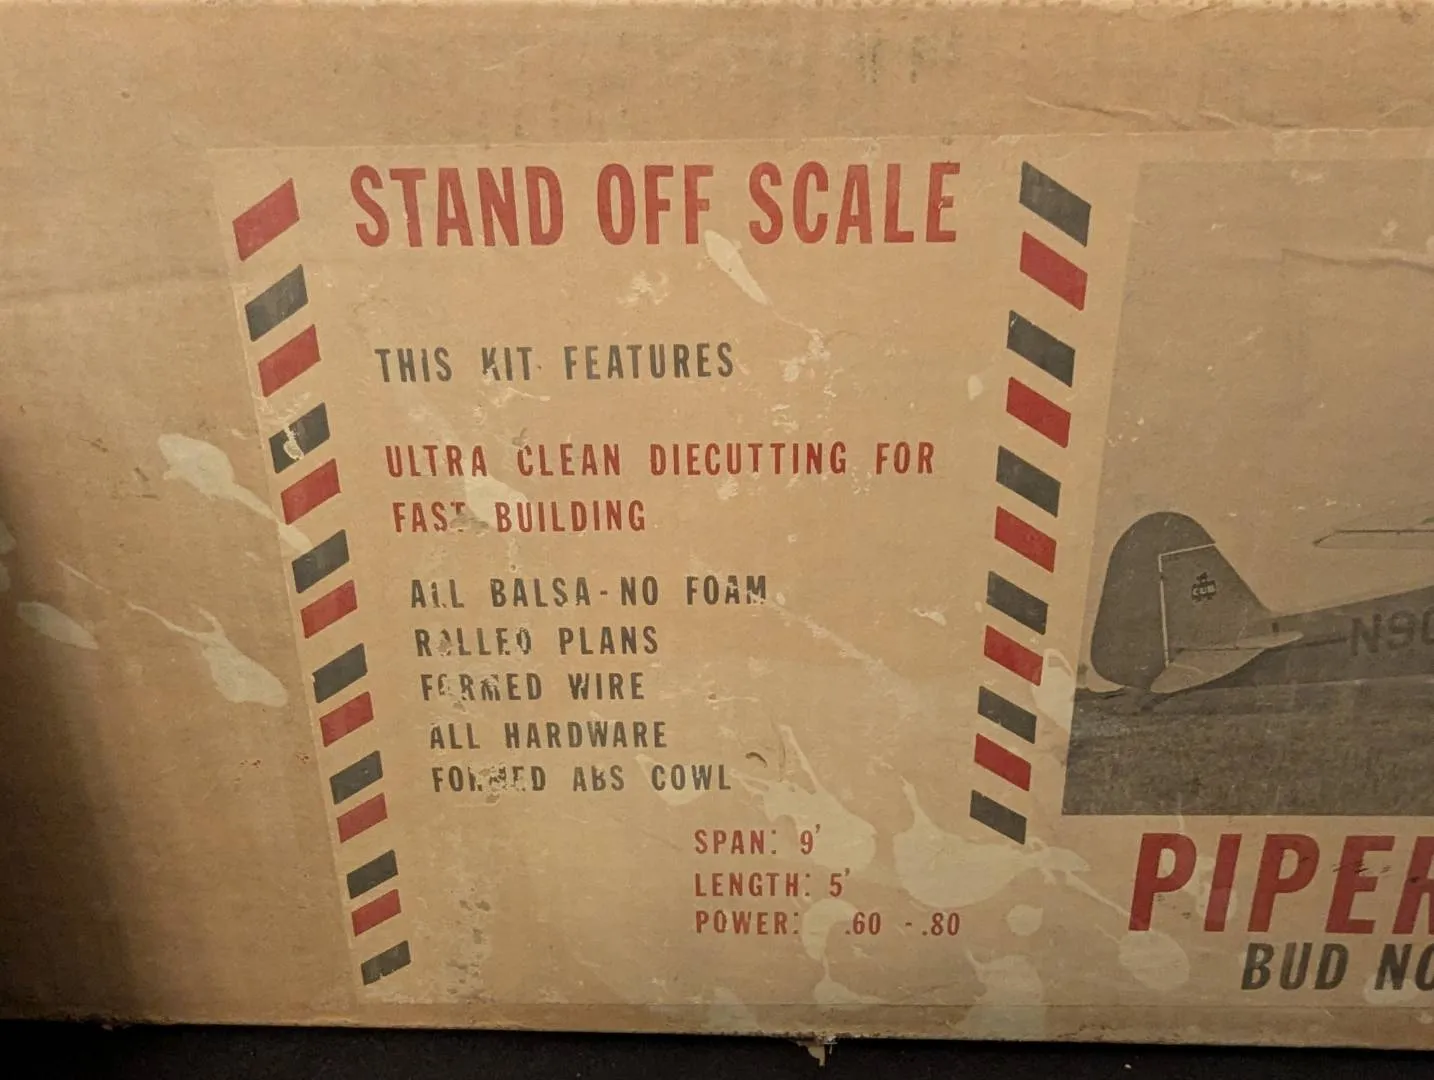 STAND OFF SCALE
THIS KIT FEATURES
ULTRA CLEAN DIECUTTING FOR
FAST BUILDING
ALL BALSA-NO FOAM
ROLLED PLANS
FORMED WIRE
ALL HARDWARE
FORMED ABS COWL
SPAN: 9'
LENGTH: 5'
POWER: .60 -.80
CUB
N9
PIPER
BUD